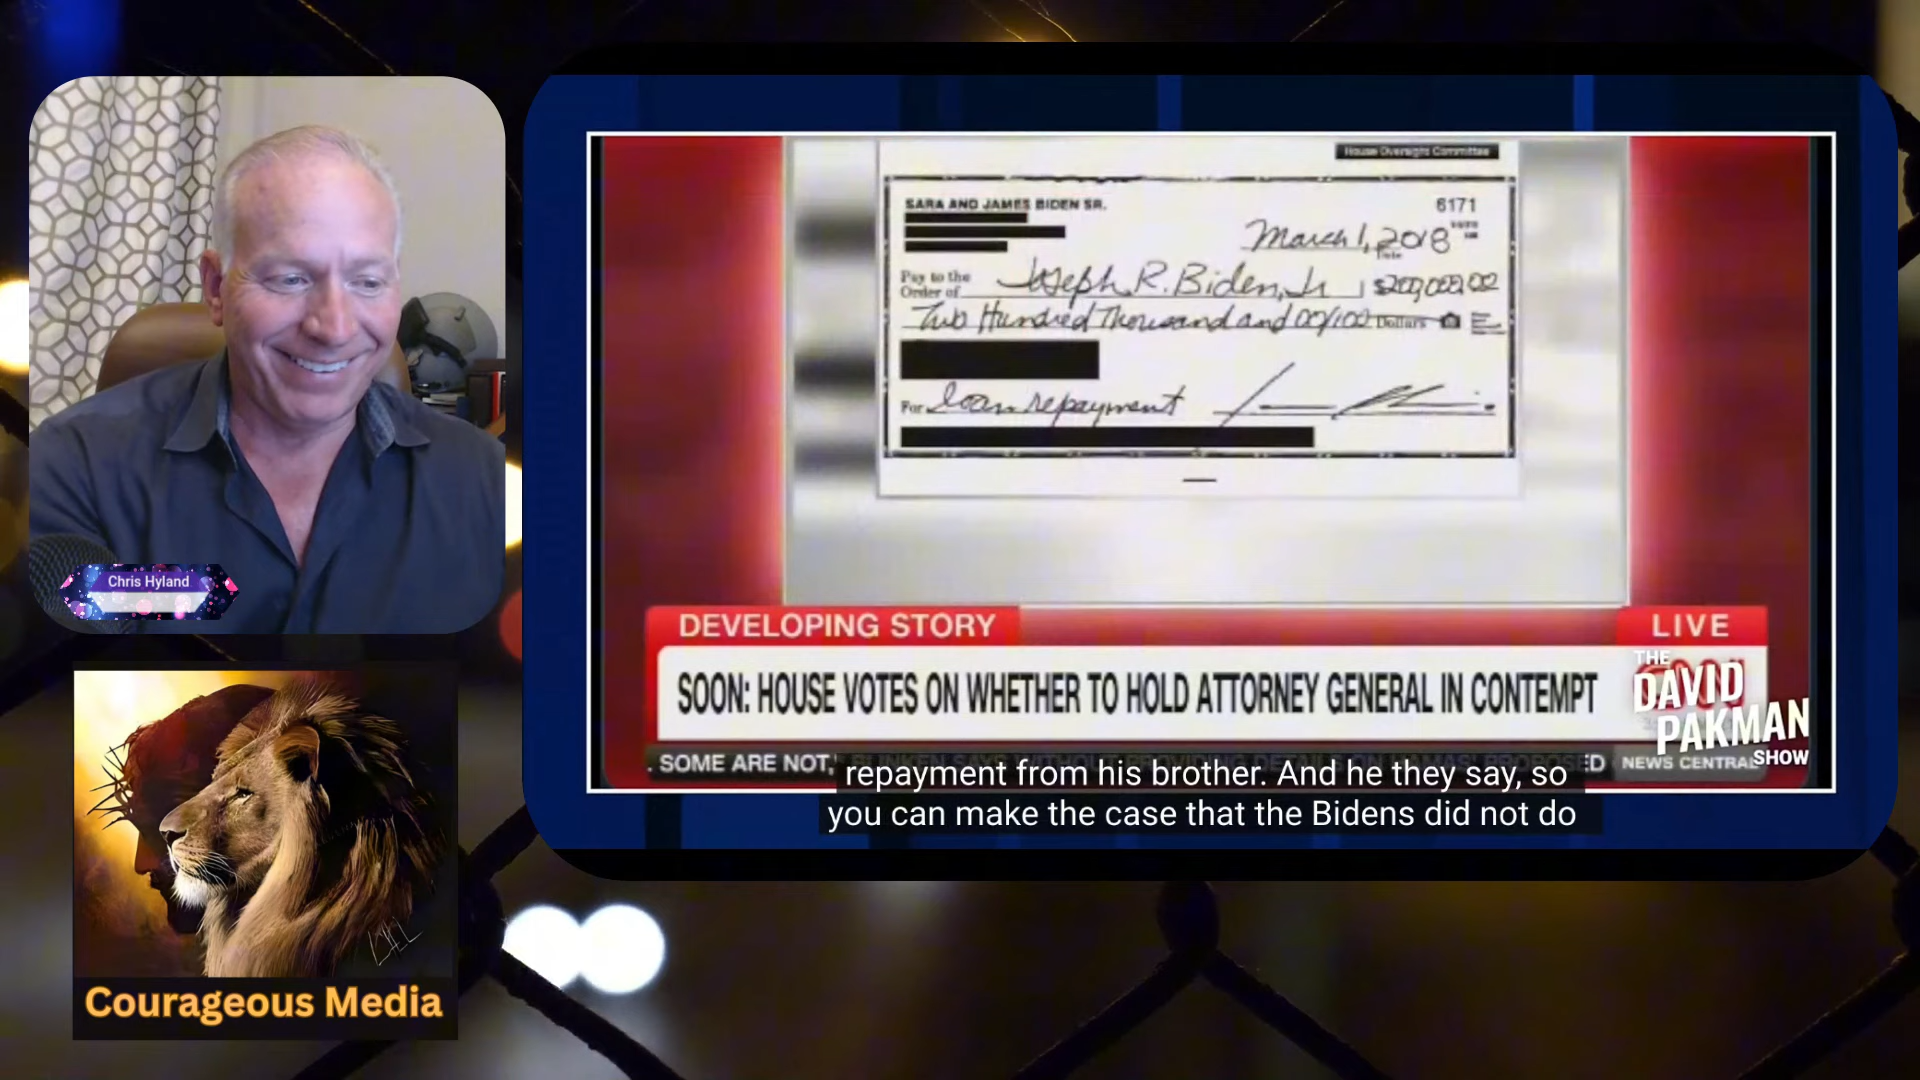 Chris Hyland
Courageous Media
House Oversight Committee
SARA AND JAMES BIDEN SR.
6171
March 1, 2018
Date
Pay to the
Order of
Joseph R. Biden, Jr
$200,000.00
Two Hundred Thousand and 00/100 Dollars
For loan repayment
DEVELOPING STORY
LIVE
SOON: HOUSE VOTES ON WHETHER TO HOLD ATTORNEY GENERAL IN CONTEMPT
THE
DAVID
PAKMAN
SHOW
. SOME ARE NOT,
NEWS CENTRAL
repayment from his brother. And he they say, so
you can make the case that the Bidens did not do